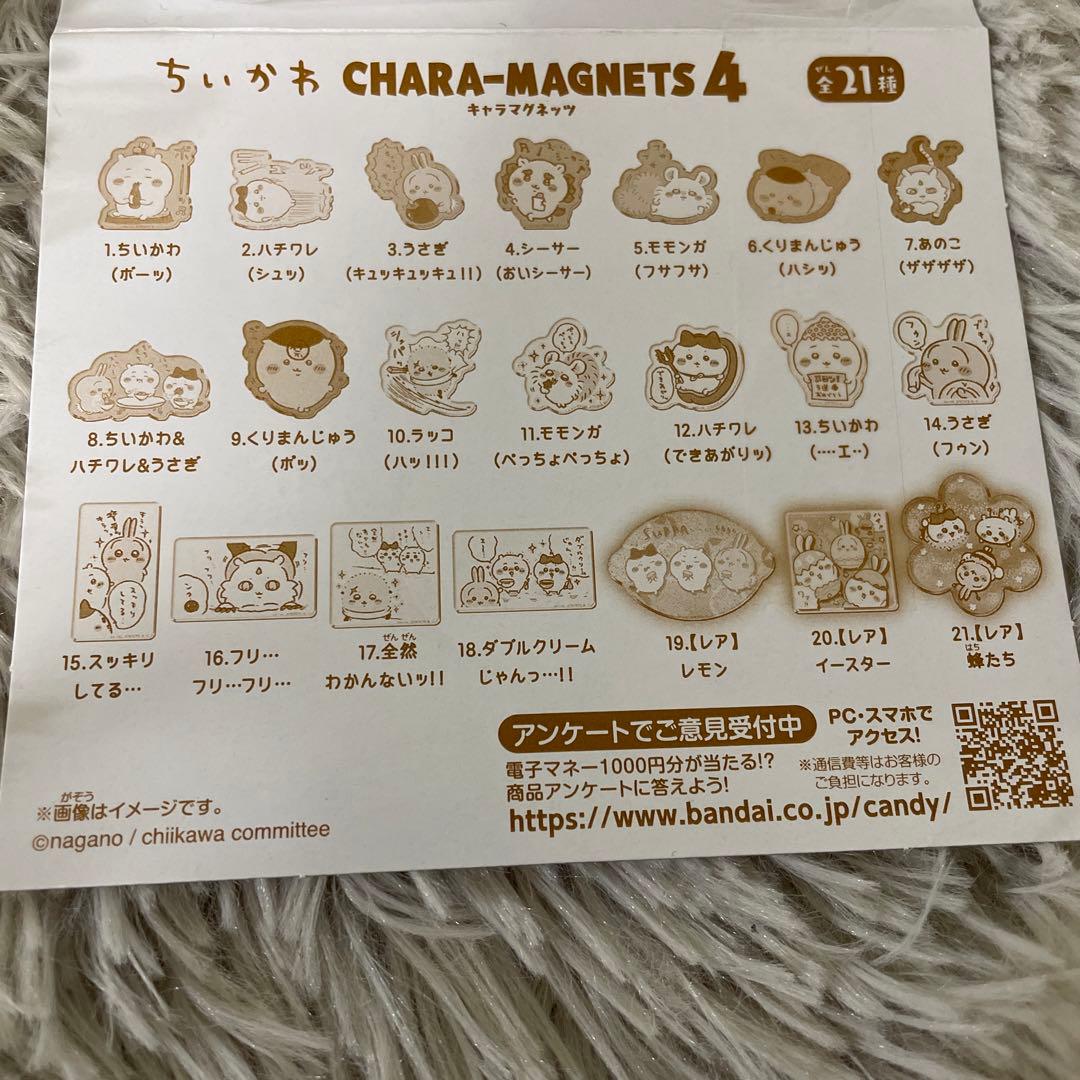 ちいかわ CHARA-MAGNETS 4 全21種
ぜん しゅ
キャラマグネッツ
1.ちいかわ
(ボーッ)
2.ハチワレ
(シュッ)
3.うさぎ
(キュッキュッキュ!!)
4.シーサー
(おいシーサー)
5.モモンガ
(フサフサ)
6.くりまんじゅう
(ハシッ)
7.あのこ
(ザザザザ)
8.ちいかわ&
ハチワレ&うさぎ
9.くりまんじゅう
(ポッ)
10.ラッコ
(ハッ!!!)
11.モモンガ
(べっちょべっちょ)
12.ハチワレ
(できあがりッ)
13.ちいかわ
(‥‥エ‥)
14.うさぎ
(フゥン)
15.スッキリ
してる…
16.フリ…
フリ…フリ…
ぜんぜん
17.全然
わかんないッ!!
18.ダブルクリーム
じゃんっ…!!
19.【レア】
レモン
20.【レア】
イースター
21.【レア】
はち
蜂たち
アンケートでご意見受付中
電子マネー1000円分が当たる!?
商品アンケートに答えよう!
https://www.bandai.co.jp/candy/
PC・スマホで
アクセス!
※通信費等はお客様の
ご負担になります。
がぞう
※画像はイメージです。
©nagano / chiikawa committee